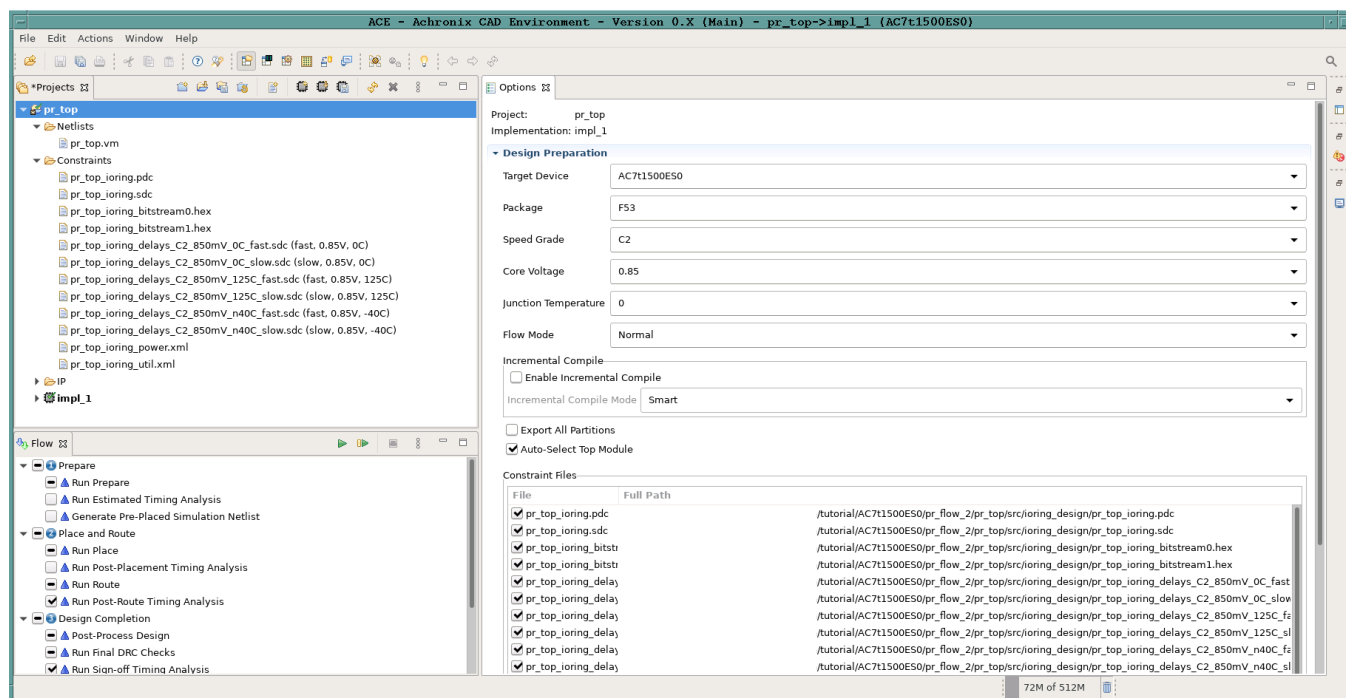 ACE - Achronix CAD Environment - Version 0.X (Main) - pr_top->impl_1 (AC7t1500ES0)
File Edit Actions Window Help
*Projects
pr_top
Netlists
pr_top.vm
Constraints
pr_top_ioring.pdc
pr_top_ioring.sdc
pr_top_ioring_bitstream0.hex
pr_top_ioring_bitstream1.hex
pr_top_ioring_delays_C2_850mV_0C_fast.sdc (fast, 0.85V, 0C)
pr_top_ioring_delays_C2_850mV_0C_slow.sdc (slow, 0.85V, 0C)
pr_top_ioring_delays_C2_850mV_125C_fast.sdc (fast, 0.85V, 125C)
pr_top_ioring_delays_C2_850mV_125C_slow.sdc (slow, 0.85V, 125C)
pr_top_ioring_delays_C2_850mV_n40C_fast.sdc (fast, 0.85V, -40C)
pr_top_ioring_delays_C2_850mV_n40C_slow.sdc (slow, 0.85V, -40C)
pr_top_ioring_power.xml
pr_top_ioring_util.xml
IP
impl_1
Flow
Prepare
Run Prepare
Run Estimated Timing Analysis
Generate Pre-Placed Simulation Netlist
Place and Route
Run Place
Run Post-Placement Timing Analysis
Run Route
Run Post-Route Timing Analysis
Design Completion
Post-Process Design
Run Final DRC Checks
Run Sign-off Timing Analysis
Options
Project: pr_top
Implementation: impl_1
Design Preparation
Target Device AC7t1500ES0
Package F53
Speed Grade C2
Core Voltage 0.85
Junction Temperature 0
Flow Mode Normal
Incremental Compile
Enable Incremental Compile
Incremental Compile Mode Smart
Export All Partitions
Auto-Select Top Module
Constraint Files
File Full Path
pr_top_ioring.pdc /tutorial/AC7t1500ES0/pr_flow_2/pr_top/src/ioring_design/pr_top_ioring.pdc
pr_top_ioring.sdc /tutorial/AC7t1500ES0/pr_flow_2/pr_top/src/ioring_design/pr_top_ioring.sdc
pr_top_ioring_bitstr /tutorial/AC7t1500ES0/pr_flow_2/pr_top/src/ioring_design/pr_top_ioring_bitstream0.hex
pr_top_ioring_bitstr /tutorial/AC7t1500ES0/pr_flow_2/pr_top/src/ioring_design/pr_top_ioring_bitstream1.hex
pr_top_ioring_delay /tutorial/AC7t1500ES0/pr_flow_2/pr_top/src/ioring_design/pr_top_ioring_delays_C2_850mV_0C_fast
pr_top_ioring_delay /tutorial/AC7t1500ES0/pr_flow_2/pr_top/src/ioring_design/pr_top_ioring_delays_C2_850mV_0C_slow
pr_top_ioring_delay /tutorial/AC7t1500ES0/pr_flow_2/pr_top/src/ioring_design/pr_top_ioring_delays_C2_850mV_125C_fa
pr_top_ioring_delay /tutorial/AC7t1500ES0/pr_flow_2/pr_top/src/ioring_design/pr_top_ioring_delays_C2_850mV_125C_sl
pr_top_ioring_delay /tutorial/AC7t1500ES0/pr_flow_2/pr_top/src/ioring_design/pr_top_ioring_delays_C2_850mV_n40C_fa
pr_top_ioring_delay /tutorial/AC7t1500ES0/pr_flow_2/pr_top/src/ioring_design/pr_top_ioring_delays_C2_850mV_n40C_sl
72M of 512M